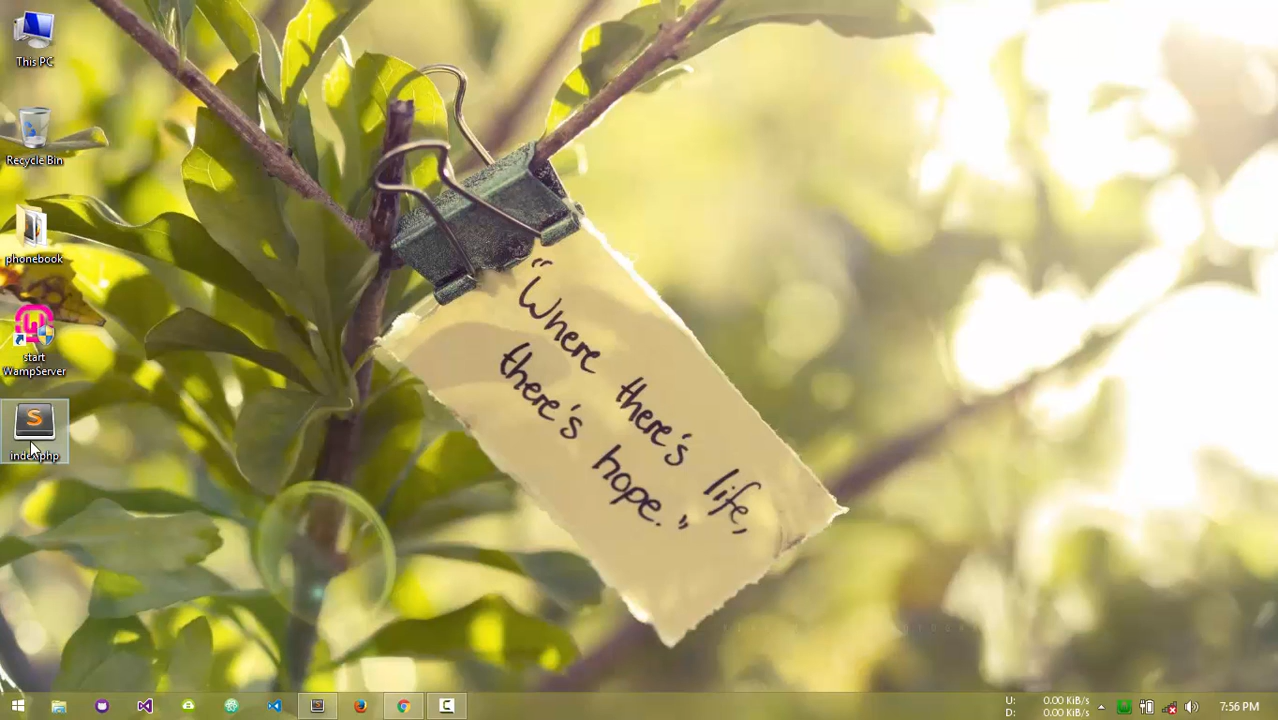 This PC
Recycle Bin
phonebook
start
WampServer
index.php
"Where there's life,
there's hope."
U: 0.00 KiB/s
D: 0.00 KiB/s
7:56 PM